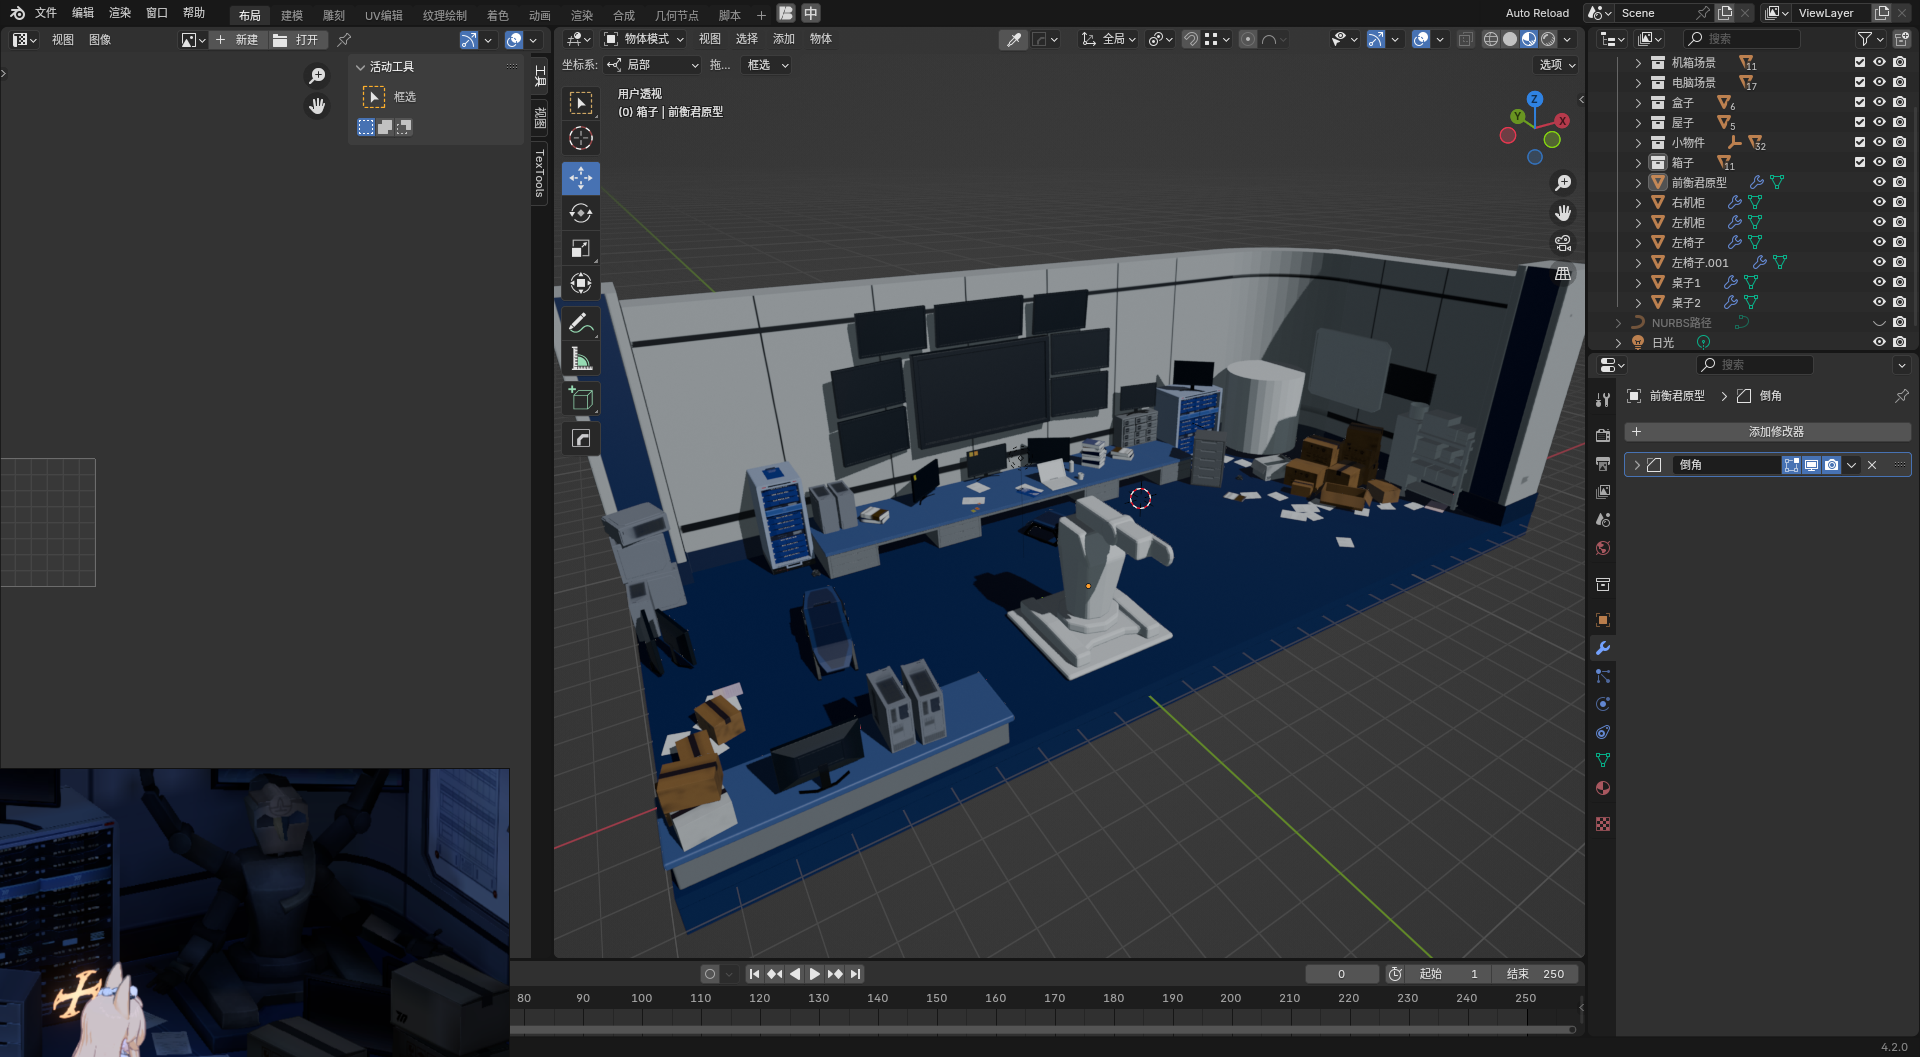 文件 编辑 渲染 窗口 帮助 布局 建模 雕刻 UV编辑 纹理绘制 着色 动画 渲染 合成 几何节点 脚本 + 中 Auto Reload Scene ViewLayer
视图 图像 + 新建 打开 物体模式 视图 选择 添加 物体 全局 搜索
坐标系: 局部 拖... 框选 选项
活动工具
框选
工具
视图
TexTools
用户透视
(0) 箱子 | 前衡君原型
Z
Y
X
机箱场景 11
电脑场景 17
盒子 6
屋子 5
小物件 32
箱子 11
前衡君原型
右机柜
左机柜
左椅子
左椅子.001
桌子1
桌子2
NURBS路径
日光
搜索
前衡君原型 倒角
+ 添加修改器
倒角
0 起始 1 结束 250
80 90 100 110 120 130 140 150 160 170 180 190 200 210 220 230 240 250
4.2.0